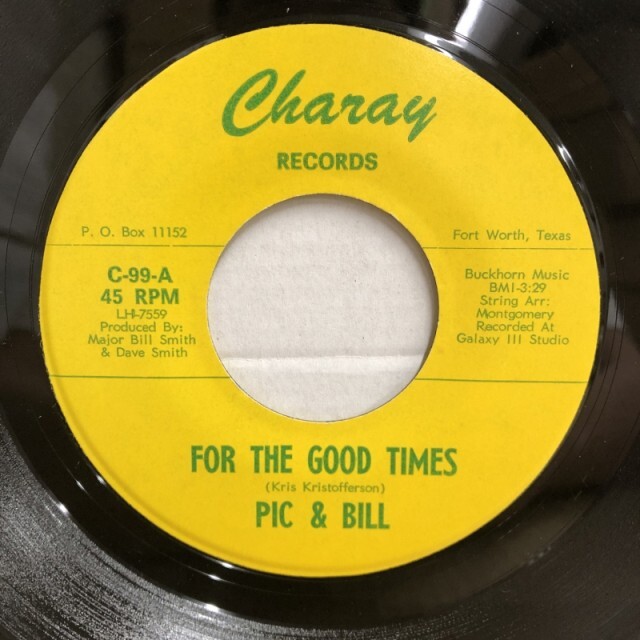 Charay
RECORDS
P. O. Box 11152
Fort Worth, Texas
C-99-A
45 RPM
LH-7559
Produced By:
Major Bill Smith
& Dave Smith
Buckhorn Music
BMI-3:29
String Arr:
Montgomery
Recorded At
Galaxy III Studio
FOR THE GOOD TIMES
(Kris Kristofferson)
PIC & BILL